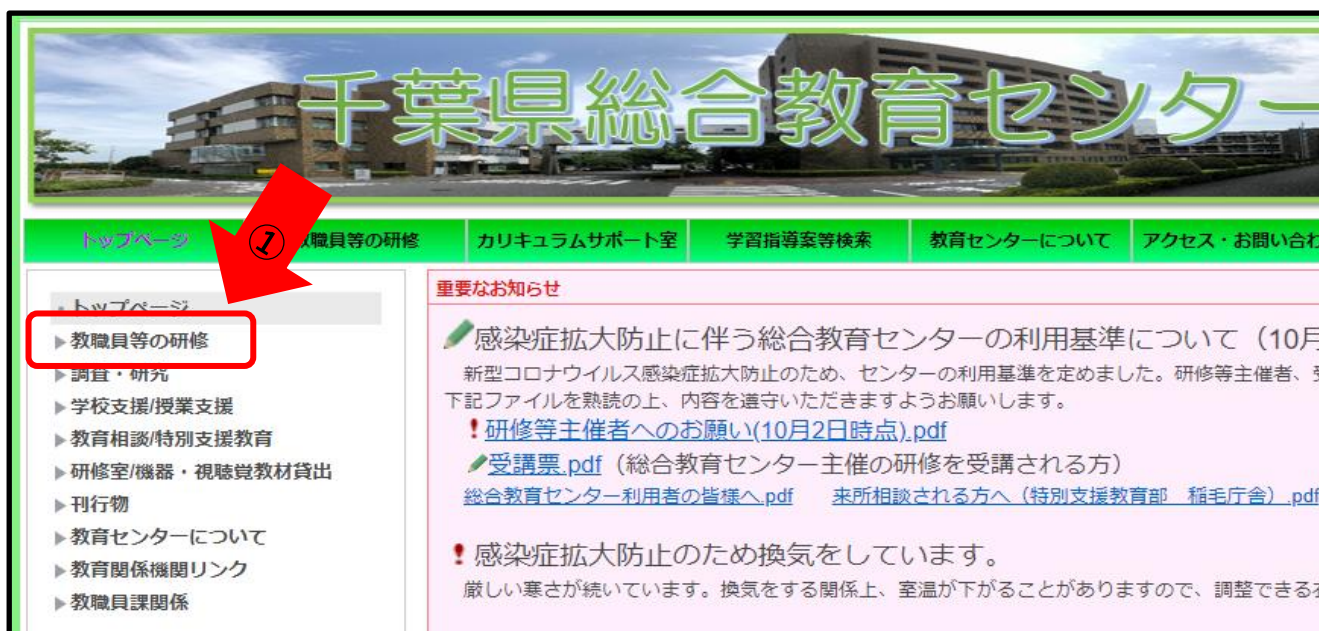 千葉県総合教育センター
トップページ
職員等の研修
カリキュラムサポート室
学習指導案等検索
教育センターについて
アクセス・お問い合わ
①
・トップページ
▶教職員等の研修
▶調査・研究
▶学校支援/授業支援
▶教育相談/特別支援教育
▶研修室/機器・視聴覚教材貸出
▶刊行物
▶教育センターについて
▶教育関係機関リンク
▶教職員課関係
重要なお知らせ
感染症拡大防止に伴う総合教育センターの利用基準について（10月
新型コロナウイルス感染症拡大防止のため、センターの利用基準を定めました。研修等主催者、
下記ファイルを熟読の上、内容を遵守いただきますようお願いします。
❗研修等主催者へのお願い(10月2日時点).pdf
受講票.pdf（総合教育センター主催の研修を受講される方）
総合教育センター利用者の皆様へ.pdf　来所相談される方へ（特別支援教育部　稲毛庁舎）.pdf
❗感染症拡大防止のため換気をしています。
厳しい寒さが続いています。換気をする関係上、室温が下がることがありますので、調整できる